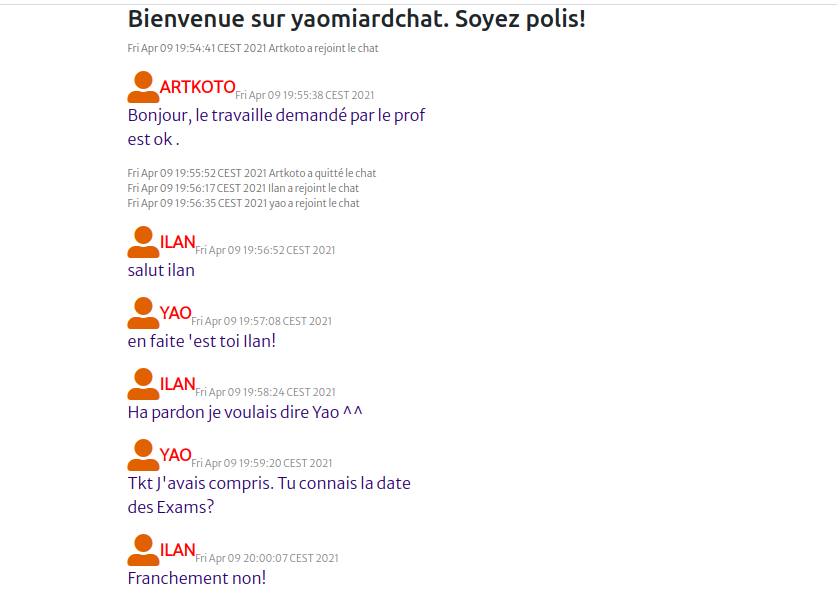 Bienvenue sur yaomiardchat. Soyez polis!
Fri Apr 09 19:54:41 CEST 2021 Artkoto a rejoint le chat
ARTKOTO Fri Apr 09 19:55:38 CEST 2021
Bonjour, le travaille demandé par le prof
est ok .
Fri Apr 09 19:55:52 CEST 2021 Artkoto a quitté le chat
Fri Apr 09 19:56:17 CEST 2021 Ilan a rejoint le chat
Fri Apr 09 19:56:35 CEST 2021 yao a rejoint le chat
ILAN Fri Apr 09 19:56:52 CEST 2021
salut ilan
YAO Fri Apr 09 19:57:08 CEST 2021
en faite 'est toi Ilan!
ILAN Fri Apr 09 19:58:24 CEST 2021
Ha pardon je voulais dire Yao ^^
YAO Fri Apr 09 19:59:20 CEST 2021
Tkt J'avais compris. Tu connais la date
des Exams?
ILAN Fri Apr 09 20:00:07 CEST 2021
Franchement non!